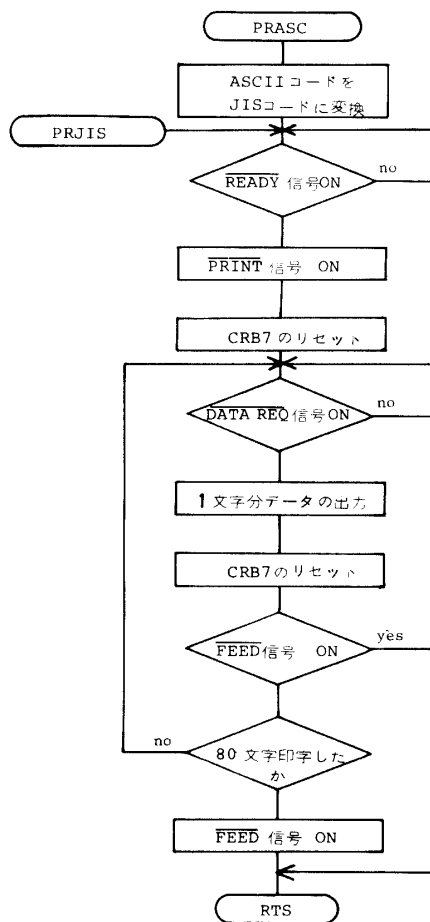 PRASC
ASCIIコードを
JISコードに変換
PRJIS
READY 信号ON
no
PRINT 信号 ON
CRB7のリセット
DATA REQ信号ON
no
1文字分データの出力
CRB7のリセット
FEED信号 ON
yes
no
80文字印字した
か
FEED 信号 ON
RTS